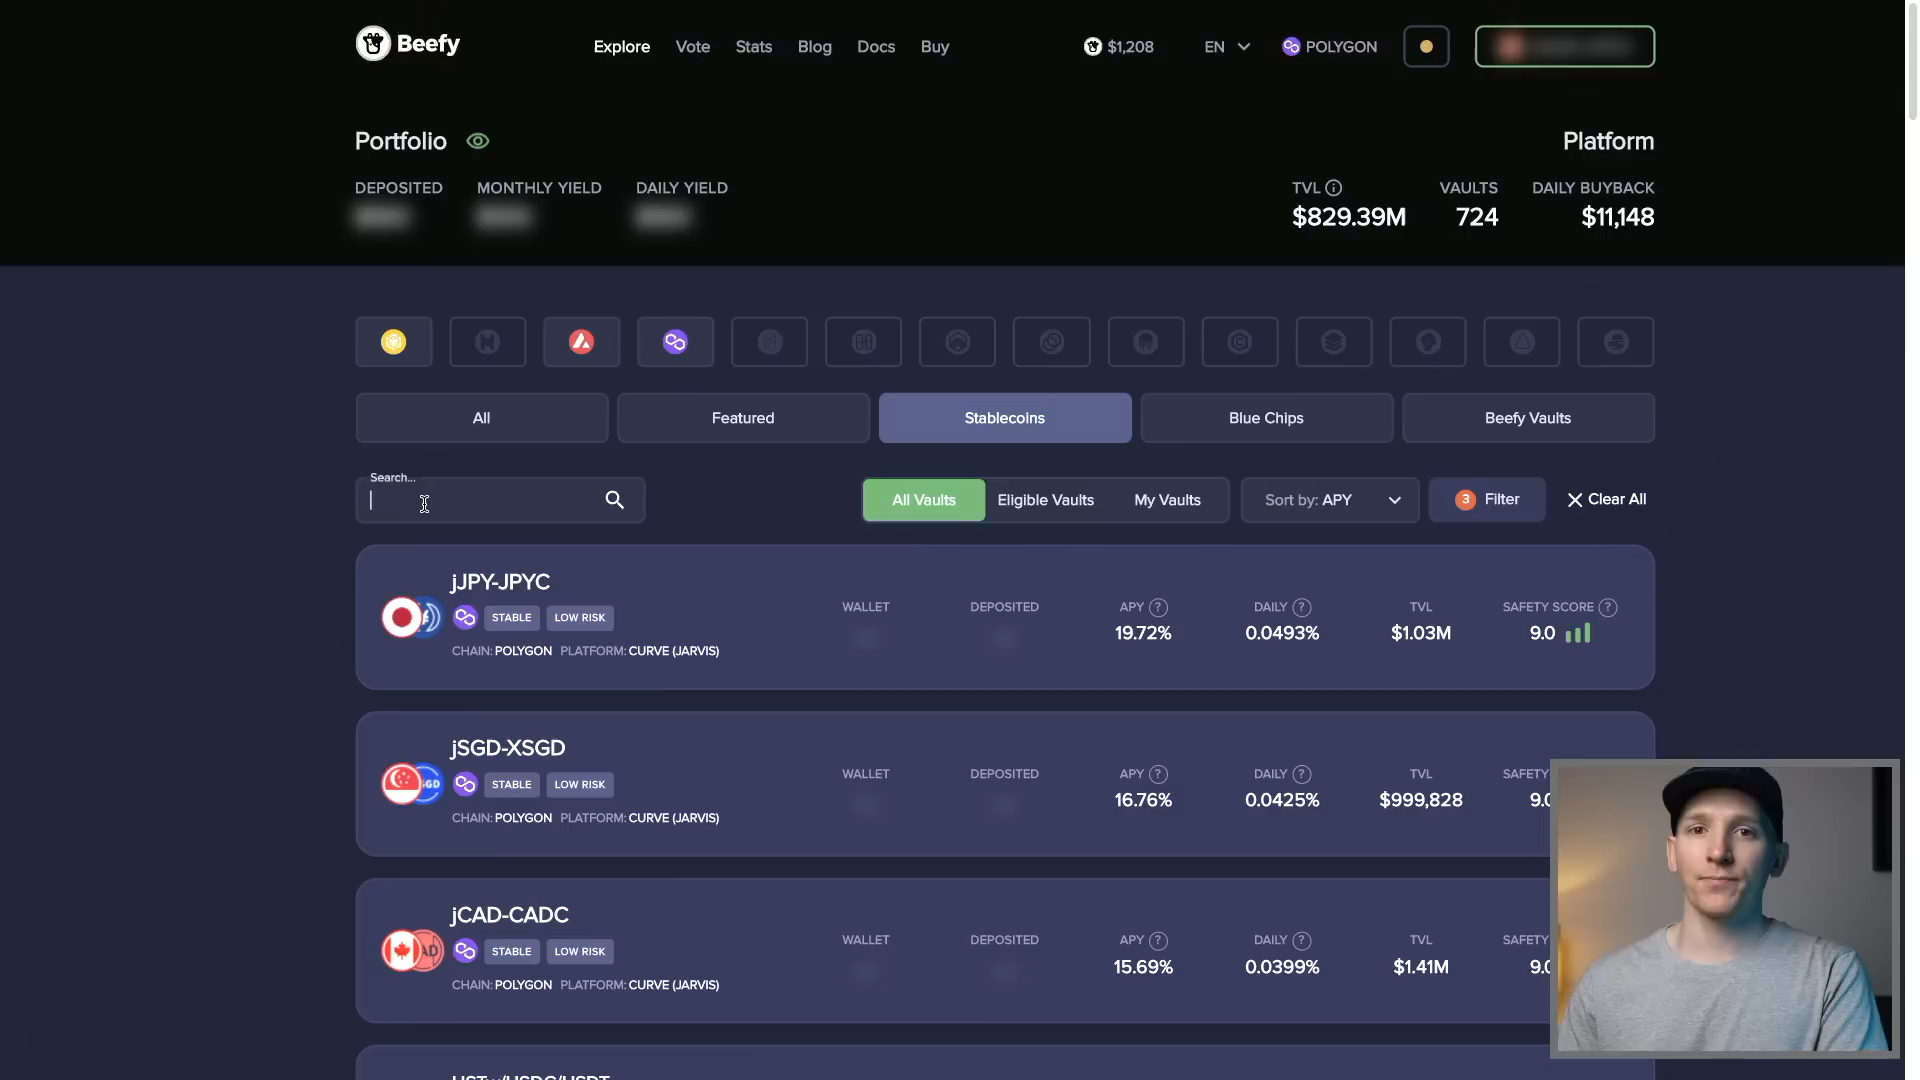 Beefy
Explore Vote Stats Blog Docs Buy
$1,208
EN
POLYGON
Portfolio
Platform
DEPOSITED MONTHLY YIELD DAILY YIELD
TVL VAULTS DAILY BUYBACK
$829.39M 724 $11,148
All Featured Stablecoins Blue Chips Beefy Vaults
Search...
All Vaults Eligible Vaults My Vaults
Sort by: APY
3 Filter
Clear All
jJPY-JPYC
STABLE LOW RISK
CHAIN: POLYGON PLATFORM: CURVE (JARVIS)
WALLET DEPOSITED APY ? DAILY ? TVL SAFETY SCORE ?
19.72% 0.0493% $1.03M 9.0
jSGD-XSGD
STABLE LOW RISK
CHAIN: POLYGON PLATFORM: CURVE (JARVIS)
WALLET DEPOSITED APY ? DAILY ? TVL SAFETY
16.76% 0.0425% $999,828 9.0
jCAD-CADC
STABLE LOW RISK
CHAIN: POLYGON PLATFORM: CURVE (JARVIS)
WALLET DEPOSITED APY ? DAILY ? TVL SAFETY
15.69% 0.0399% $1.41M 9.0